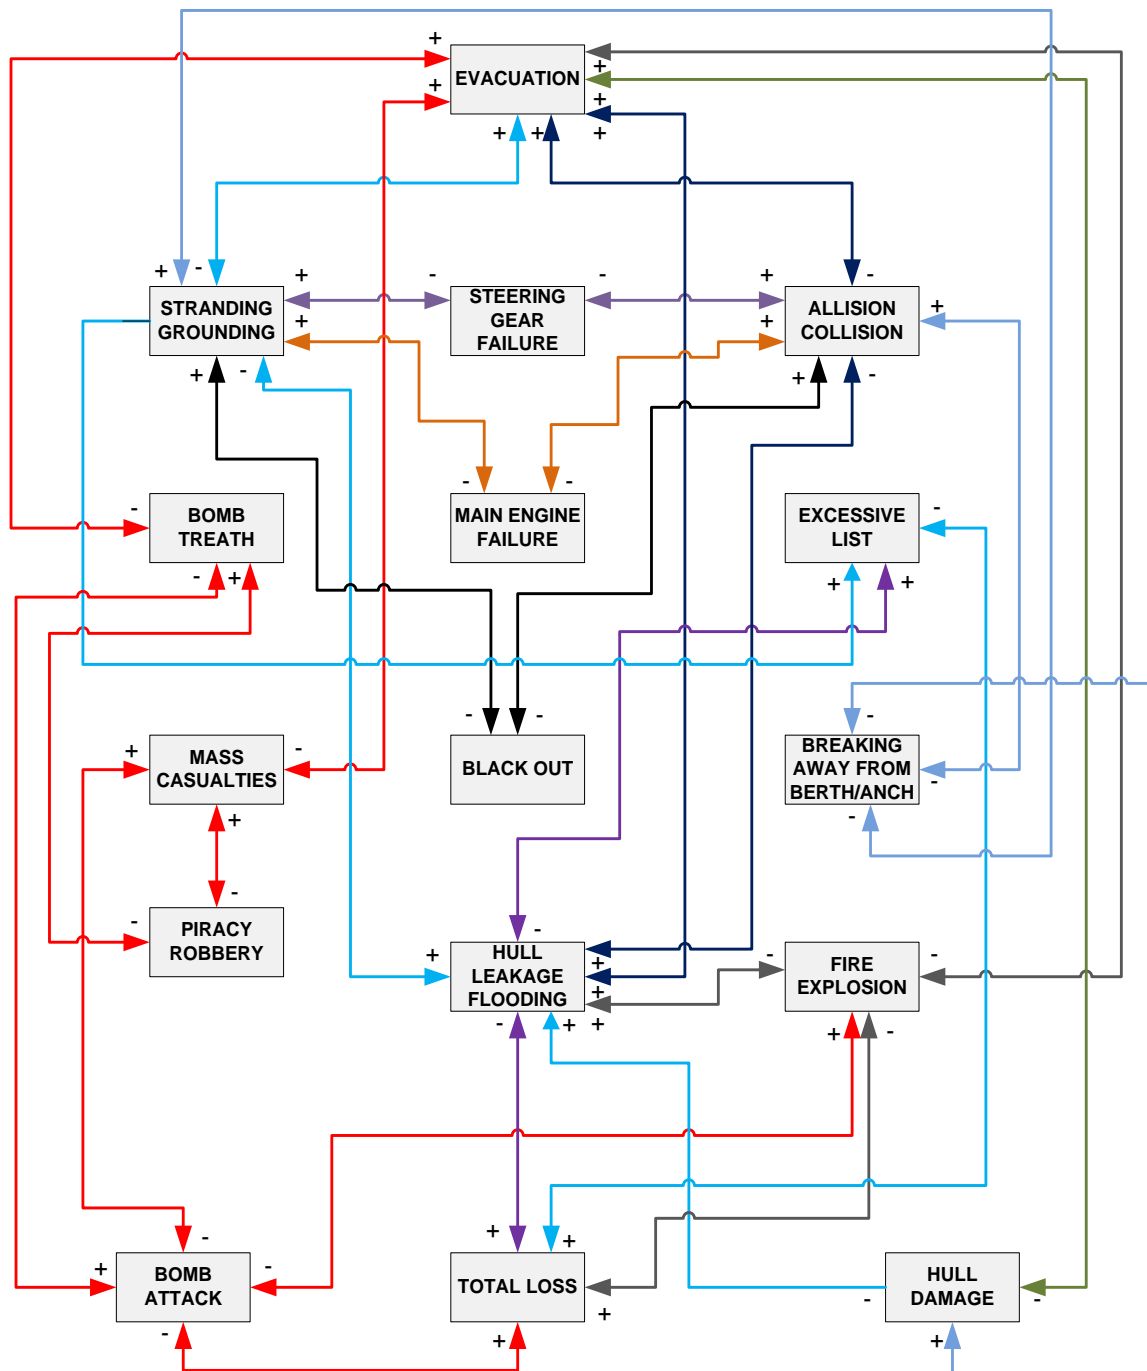 EVACUATION
STRANDING
GROUNDING
STEERING
GEAR
FAILURE
ALLISION
COLLISION
BOMB
TREATH
MAIN ENGINE
FAILURE
EXCESSIVE
LIST
MASS
CASUALTIES
BLACK OUT
BREAKING
AWAY FROM
BERTH/ANCH
PIRACY
ROBBERY
HULL
LEAKAGE
FLOODING
FIRE
EXPLOSION
BOMB
ATTACK
TOTAL LOSS
HULL
DAMAGE